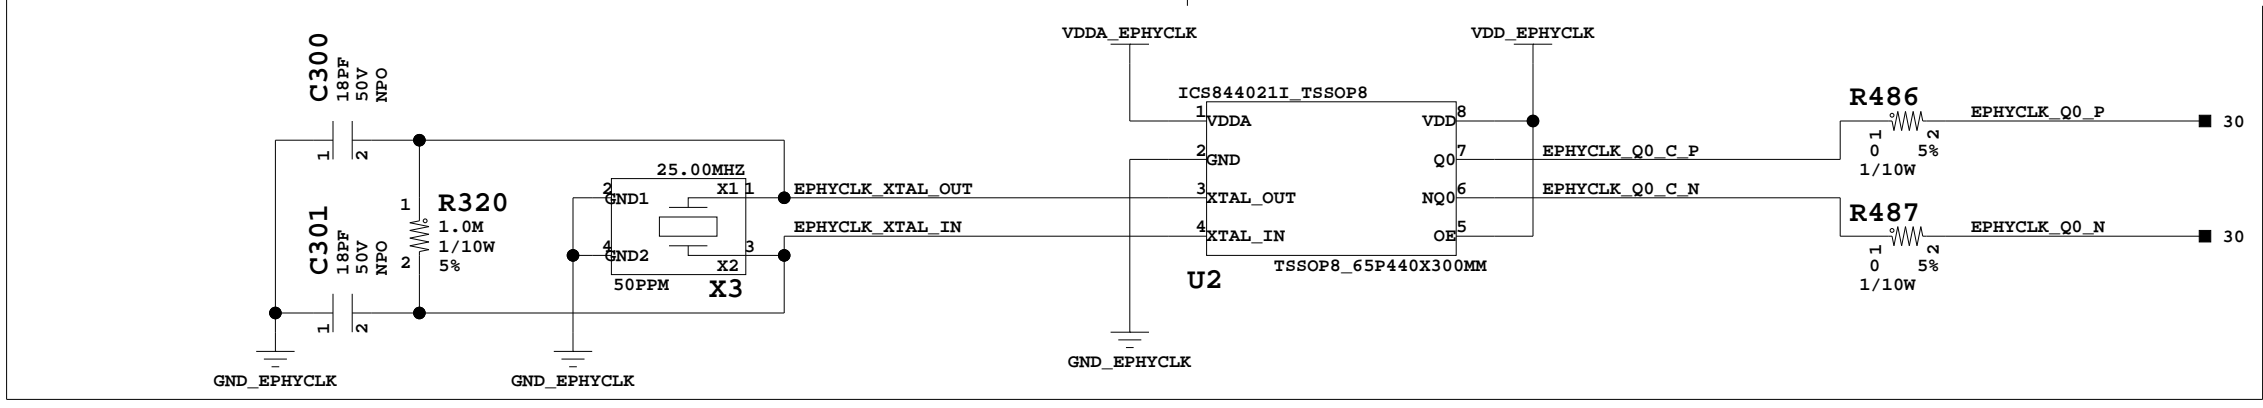 C300
18PF
50V
NPO
1
2
C301
18PF
50V
NPO
1
2
GND_EPHYCLK
1
R320
1.0M
1/10W
5%
2
25.00MHZ
2
GND1
X1
1
4
GND2
X2
3
50PPM
X3
GND_EPHYCLK
EPHYCLK_XTAL_OUT
EPHYCLK_XTAL_IN
VDDA_EPHYCLK
VDD_EPHYCLK
ICS844021I_TSSOP8
1
VDDA
VDD
8
2
GND
Q0
7
3
XTAL_OUT
NQ0
6
4
XTAL_IN
OE
5
TSSOP8_65P440X300MM
U2
GND_EPHYCLK
EPHYCLK_Q0_C_P
EPHYCLK_Q0_C_N
R486
1
2
0
5%
1/10W
EPHYCLK_Q0_P
30
R487
1
2
0
5%
1/10W
EPHYCLK_Q0_N
30